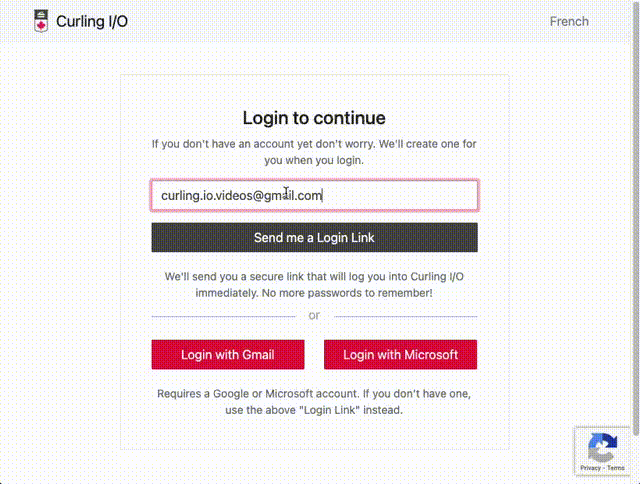 Curling I/O
French
Login to continue
If you don't have an account yet don't worry. We'll create one for
you when you login.
curling.io.videos@gmail.com
Send me a Login Link
We'll send you a secure link that will log you into Curling I/O
immediately. No more passwords to remember!
or
Login with Gmail
Login with Microsoft
Requires a Google or Microsoft account. If you don't have one,
use the above "Login Link" instead.
Privacy - Terms